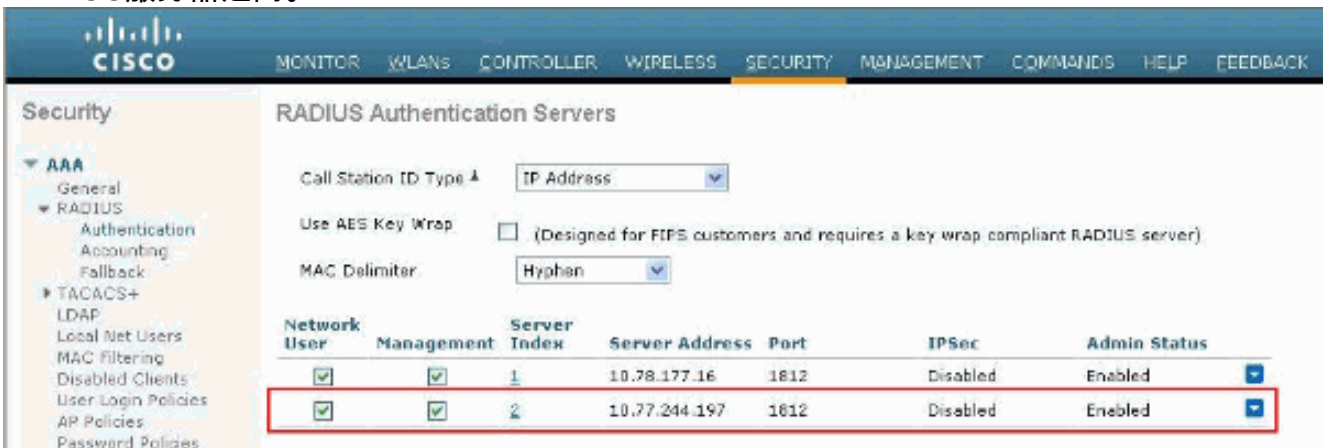 CISCO
MONITOR WLANs CONTROLLER WIRELESS SECURITY MANAGEMENT COMMANDS HELP FEEDBACK
Security
AAA
General
RADIUS
Authentication
Accounting
Fallback
TACACS+
LDAP
Local Net Users
MAC Filtering
Disabled Clients
User Login Policies
AP Policies
Password Policies
RADIUS Authentication Servers
Call Station ID Type 1 IP Address
Use AES Key Wrap (Designed for FIPS customers and requires a key wrap compliant RADIUS server)
MAC Delimiter Hyphen
Network User Management Server Index Server Address Port IPSec Admin Status
1 10.78.177.16 1812 Disabled Enabled
2 10.77.244.197 1812 Disabled Enabled